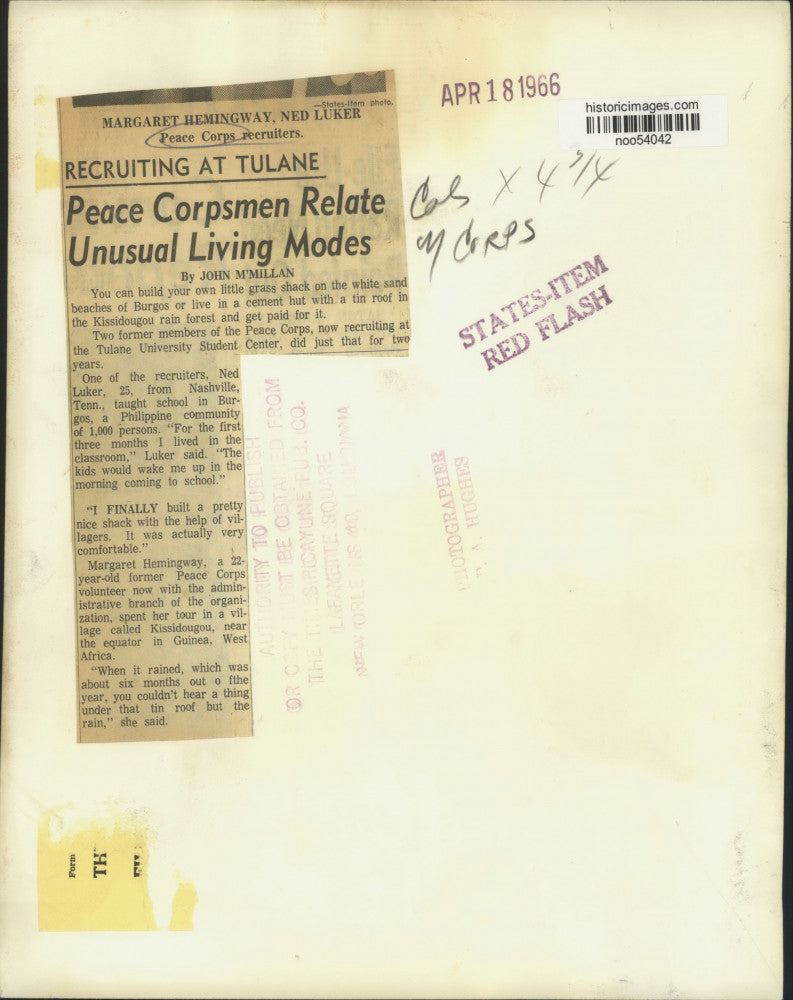 —States-Item photo.
MARGARET HEMINGWAY, NED LUKER
Peace Corps recruiters.
RECRUITING AT TULANE
Peace Corpsmen Relate
Unusual Living Modes
By JOHN M'MILLAN
You can build your own little grass shack on the white sand
beaches of Burgos or live in a cement hut with a tin roof in
the Kissidougou rain forest and get paid for it.
Two former members of the Peace Corps, now recruiting at
the Tulane University Student Center, did just that for two
years.
One of the recruiters, Ned
Luker, 25, from Nashville,
Tenn., taught school in Bur-
gos, a Philippine community
of 1,000 persons. "For the first
three months I lived in the
classroom," Luker said. "The
kids would wake me up in the
morning coming to school."
"I FINALLY built a pretty
nice shack with the help of vil-
lagers. It was actually very
comfortable."
Margaret Hemingway, a 22-
year-old former Peace Corps
volunteer now with the admin-
istrative branch of the organi-
zation, spent her tour in a vil-
lage called Kissidougou, near
the equator in Guinea, West
Africa.
"When it rained, which was
about six months out o fthe
year, you couldn't hear a thing
under that tin roof but the
rain," she said.
APR 18 1966
historicimages.com
noo54042
Cols X 4 3/4
Corps
STATES-ITEM
RED FLASH
AUTHORITY TO PUBLISH
OR BE OBTAINED FROM
THE PUB. CO.
LAFAYETTE SQUARE
PHOTOGRAPHER
A. HUGHES
Form
TH